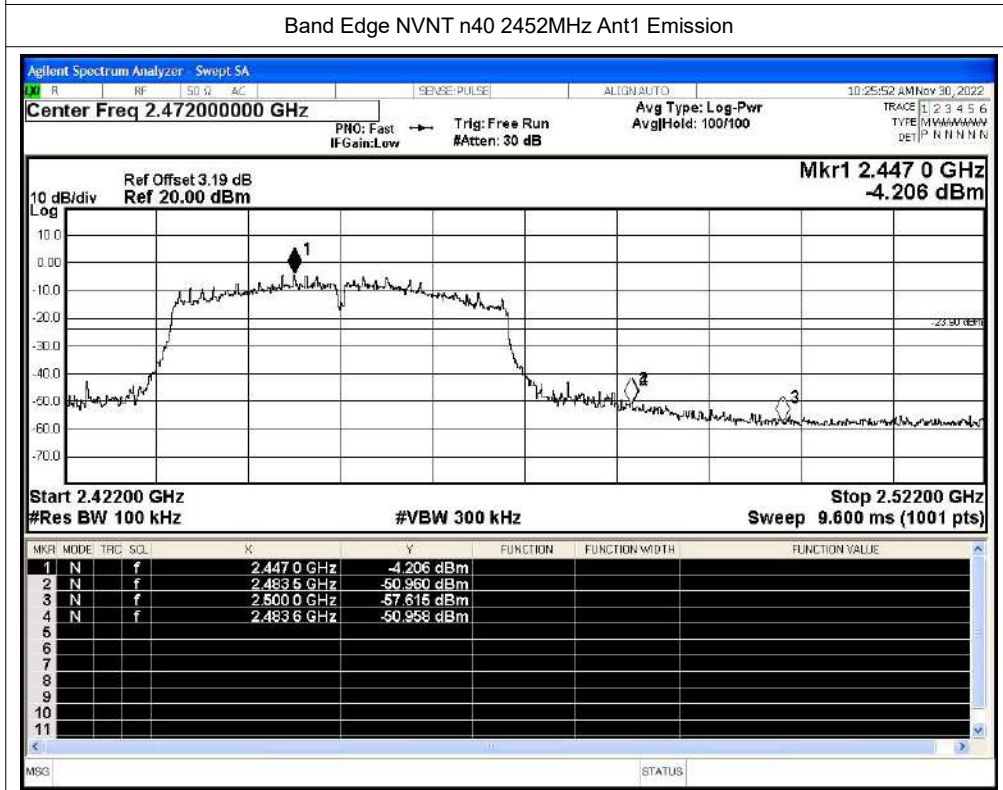 Band Edge NVNT n40 2452MHz Ant1 Emission
Agilent Spectrum Analyzer - Swept SA
LXI R RF 50 Ω AC SENSE:PULSE ALIGNAUTO 10:25:52 AM Nov 30, 2022
Center Freq 2.472000000 GHz Avg Type: Log-Pwr TRACE 1 2 3 4 5 6
PNO: Fast Trig: Free Run Avg|Hold: 100/100 TYPE M
IFGain:Low #Atten: 30 dB DET P N N N N N
Mkr1 2.447 0 GHz
Ref Offset 3.19 dB
10 dB/div Ref 20.00 dBm -4.206 dBm
Log
10.0
1
0.00
-10.0
-20.0
-23.90 dBm
-30.0
-40.0
-50.0
3
-60.0
-70.0
Start 2.42200 GHz Stop 2.52200 GHz
#Res BW 100 kHz #VBW 300 kHz Sweep 9.600 ms (1001 pts)
MKR MODE TRC SCL X Y FUNCTION FUNCTION WIDTH FUNCTION VALUE
1 N f 2.447 0 GHz -4.206 dBm
2 N f 2.483 5 GHz -50.960 dBm
3 N f 2.500 0 GHz -57.615 dBm
4 N f 2.483 6 GHz -50.958 dBm
5
6
7
8
9
10
11
MSG STATUS